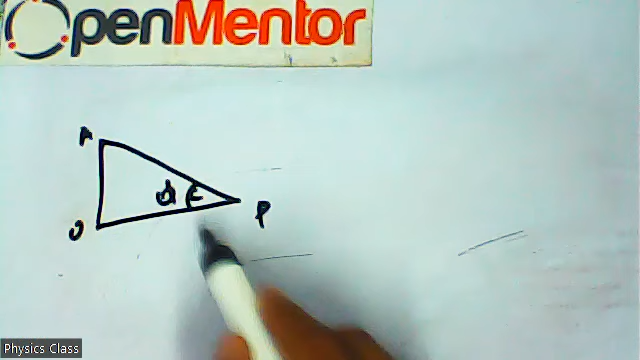 OpenMentor
A
α
O
P
Physics Class